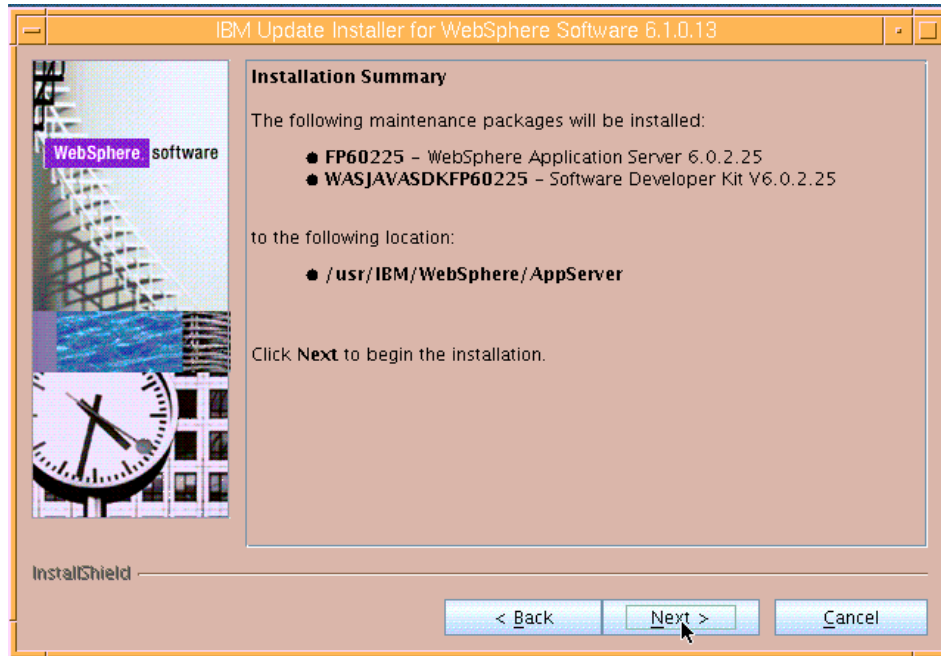 IBM Update Installer for WebSphere Software 6.1.0.13
WebSphere. software
Installation Summary
The following maintenance packages will be installed:
● FP60225 – WebSphere Application Server 6.0.2.25
● WASJAVASDKFP60225 – Software Developer Kit V6.0.2.25
to the following location:
● /usr/IBM/WebSphere/AppServer
Click Next to begin the installation.
InstallShield
< Back
Next >
Cancel